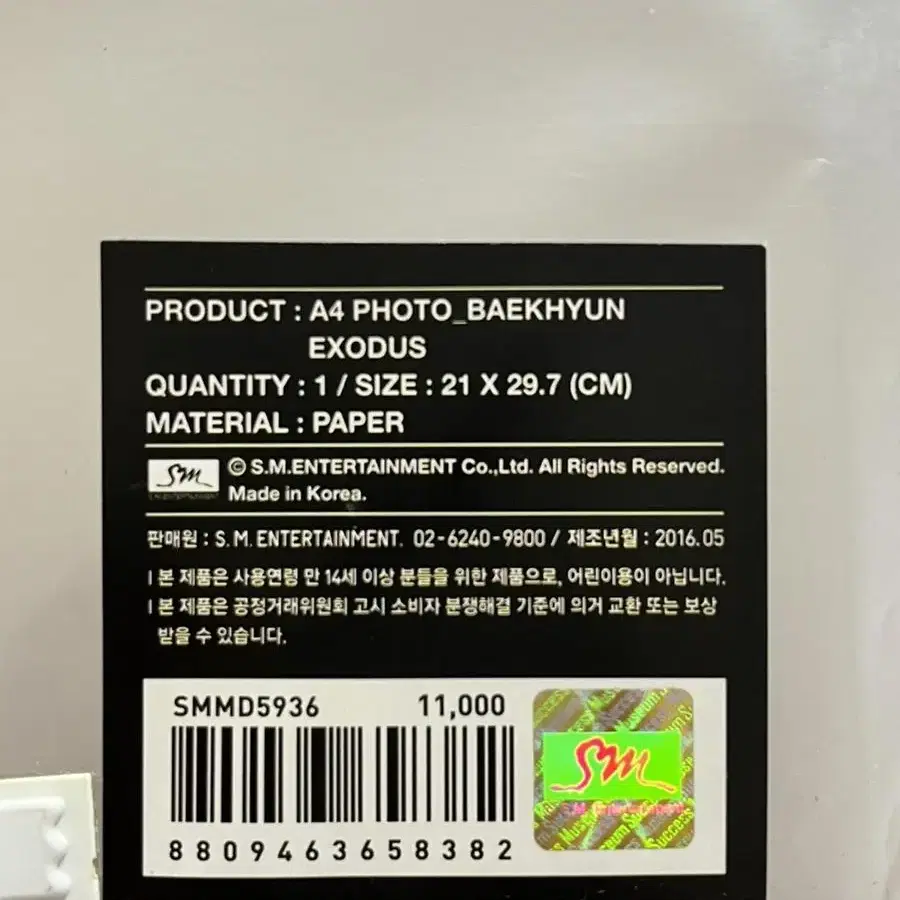 PRODUCT : A4 PHOTO_BAEKHYUN
EXODUS
QUANTITY : 1 / SIZE : 21 X 29.7 (CM)
MATERIAL : PAPER
SM © S.M.ENTERTAINMENT Co.,Ltd. All Rights Reserved.
Made in Korea.
판매원 : S.M. ENTERTAINMENT. 02-6240-9800 / 제조년월 : 2016.05
ㅣ본 제품은 사용연령 만 14세 이상 분들을 위한 제품으로, 어린이용이 아닙니다.
ㅣ본 제품은 공정거래위원회 고시 소비자 분쟁해결 기준에 의거 교환 또는 보상
받을 수 있습니다.
SMMD5936 11,000
SM
8809463658382